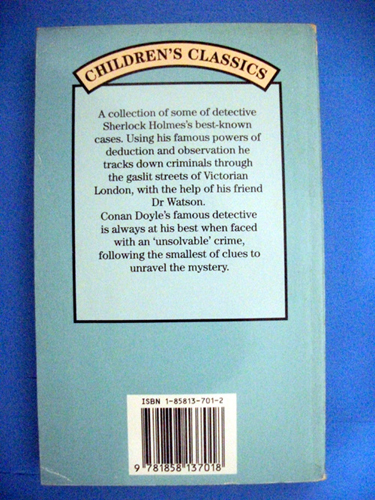 CHILDREN'S CLASSICS
A collection of some of detective
Sherlock Holmes's best-known
cases. Using his famous powers of
deduction and observation he
tracks down criminals through
the gaslit streets of Victorian
London, with the help of his friend
Dr Watson.
Conan Doyle's famous detective
is always at his best when faced
with an 'unsolvable' crime,
following the smallest of clues to
unravel the mystery.
ISBN 1-85813-701-2
9 781858 137018